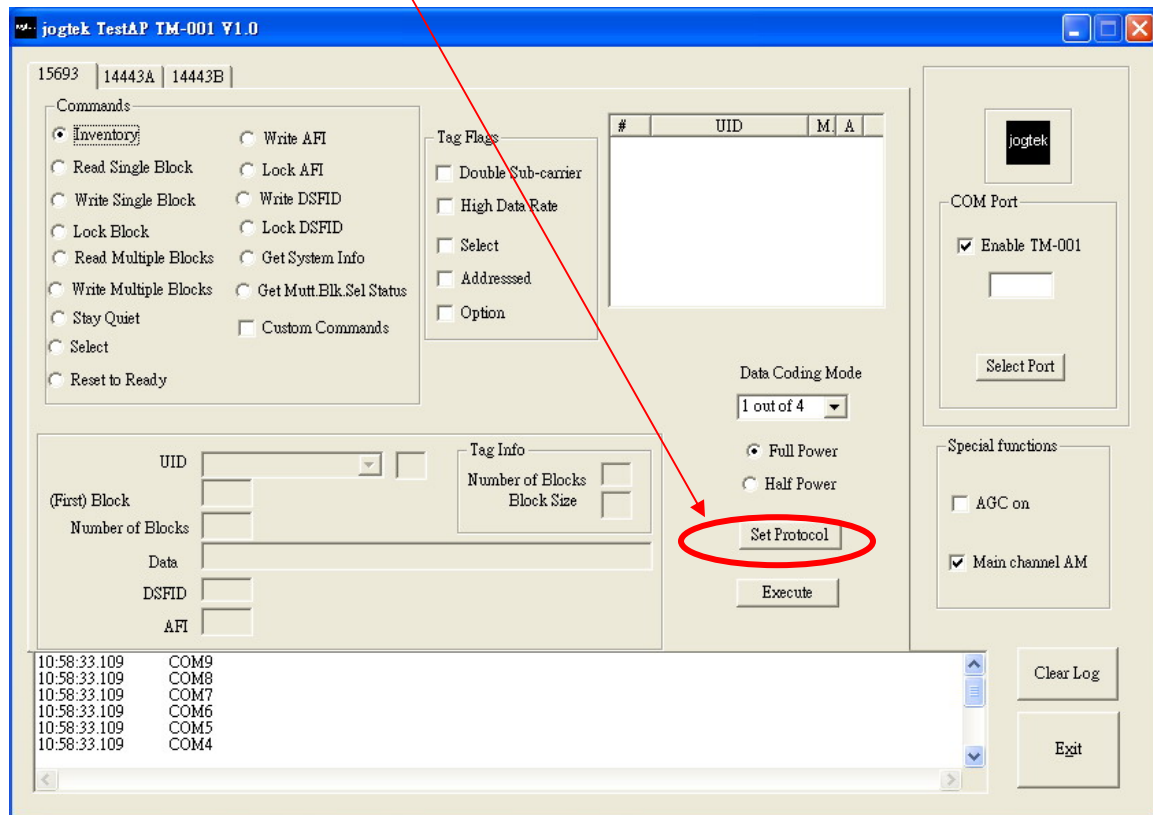 jogtek TestAP TM-001 V1.0
15693
14443A
14443B
Commands
Inventory
Read Single Block
Write Single Block
Lock Block
Read Multiple Blocks
Write Multiple Blocks
Stay Quiet
Select
Reset to Ready
Write AFI
Lock AFI
Write DSFID
Lock DSFID
Get System Info
Get Mutt.Blk.Sel Status
Custom Commands
Tag Flags
Double Sub-carrier
High Data Rate
Select
Addresssed
Option
# UID M. A
Data Coding Mode
1 out of 4
Full Power
Half Power
Set Protocol
Execute
UID
(First) Block
Number of Blocks
Data
DSFID
AFI
Tag Info
Number of Blocks
Block Size
jogtek
COM Port
Enable TM-001
Select Port
Special functions
AGC on
Main channel AM
10:58:33.109 COM9
10:58:33.109 COM8
10:58:33.109 COM7
10:58:33.109 COM6
10:58:33.109 COM5
10:58:33.109 COM4
Clear Log
Exit